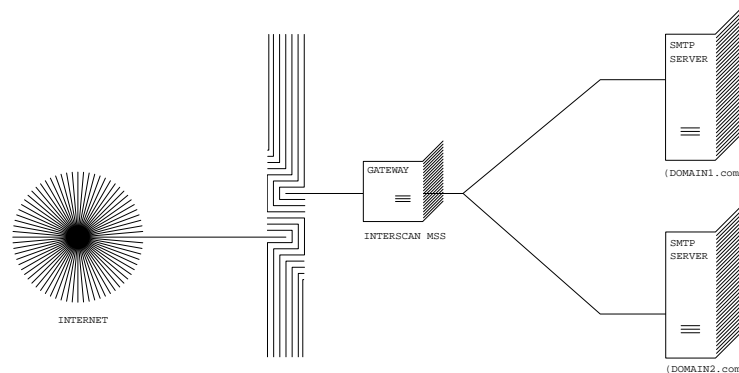 SMTP
SERVER
(DOMAIN1.com
GATEWAY
INTERSCAN MSS
SMTP
SERVER
INTERNET
(DOMAIN2.com